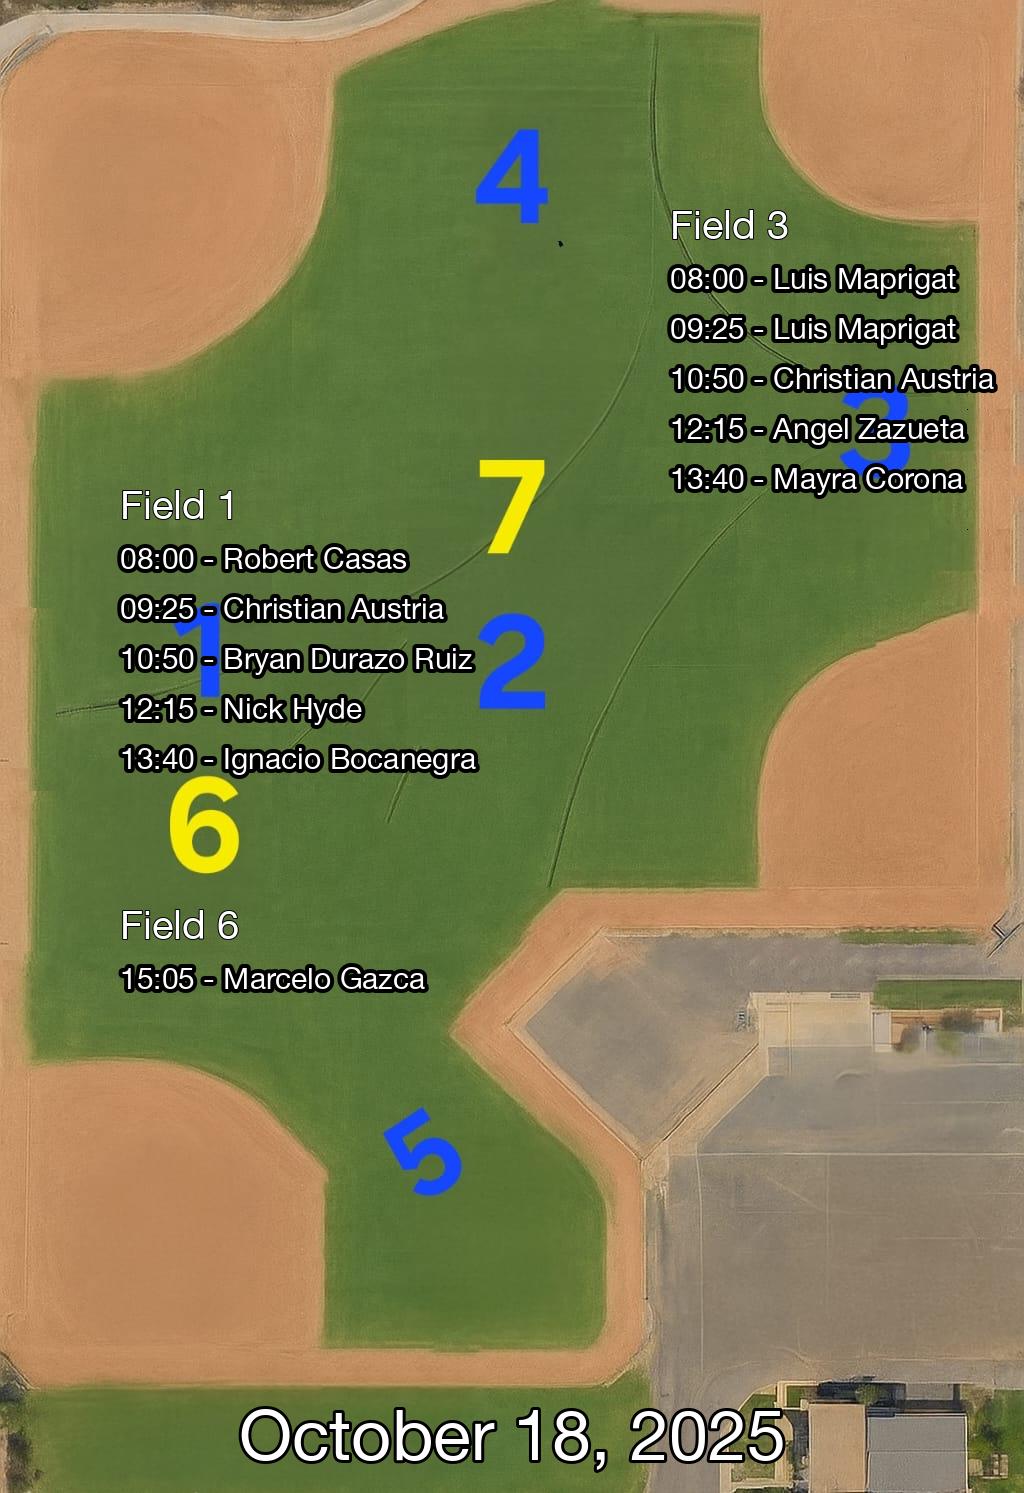 4
Field 3
08:00 - Luis Maprigat
09:25 - Luis Maprigat
10:50 - Christian Austria
3
12:15 - Angel Zazueta
13:40 - Mayra Corona
7
Field 1
08:00 - Robert Casas
09:25 - Christian Austria
1
10:50 - Bryan Durazo Ruiz
12:15 - Nick Hyde
13:40 - Ignacio Bocanegra
2
6
Field 6
15:05 - Marcelo Gazca
5
October 18, 2025